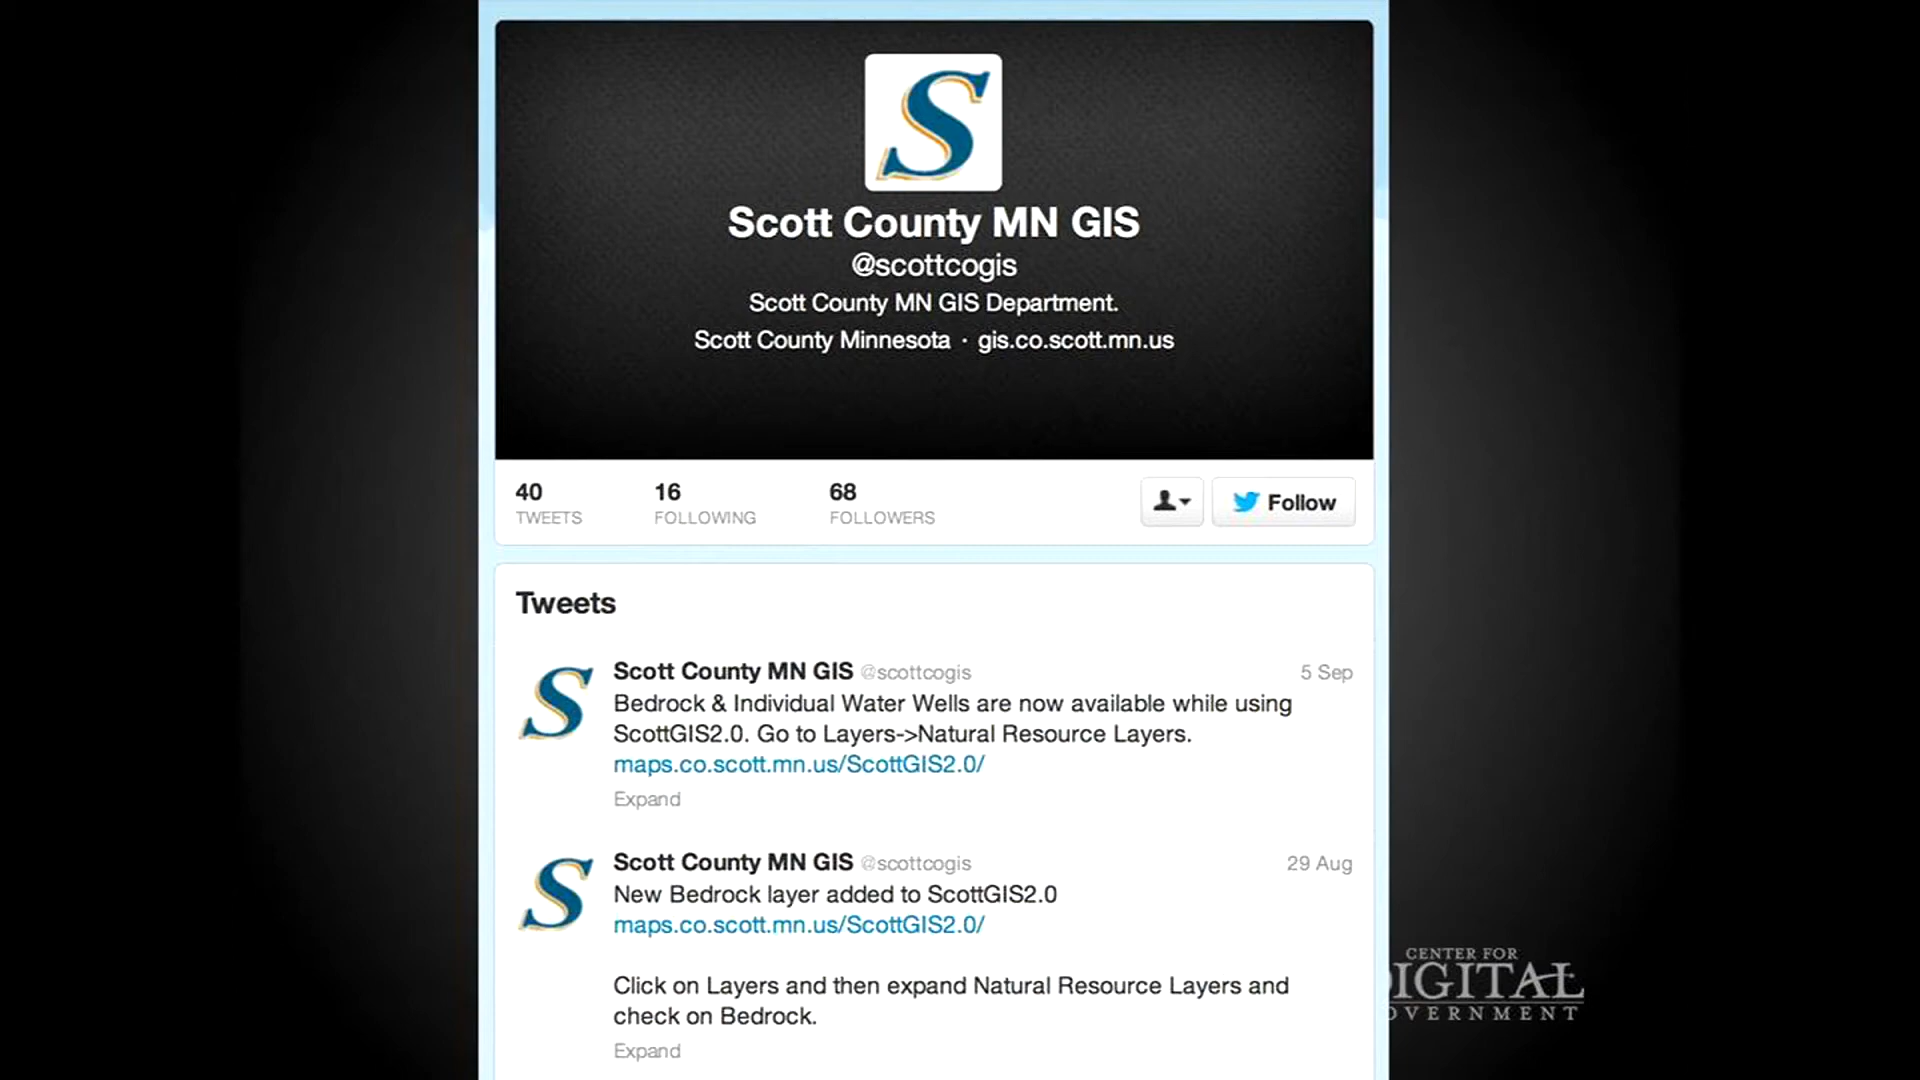 S
Scott County MN GIS
@scottcogis
Scott County MN GIS Department.
Scott County Minnesota · gis.co.scott.mn.us
40 16 68
TWEETS FOLLOWING FOLLOWERS
Follow
Tweets
S
Scott County MN GIS @scottcogis 5 Sep
Bedrock & Individual Water Wells are now available while using
ScottGIS2.0. Go to Layers->Natural Resource Layers.
maps.co.scott.mn.us/ScottGIS2.0/
Expand
S
Scott County MN GIS @scottcogis 29 Aug
New Bedrock layer added to ScottGIS2.0
maps.co.scott.mn.us/ScottGIS2.0/
Click on Layers and then expand Natural Resource Layers and
check on Bedrock.
Expand
CENTER FOR
DIGITAL
GOVERNMENT